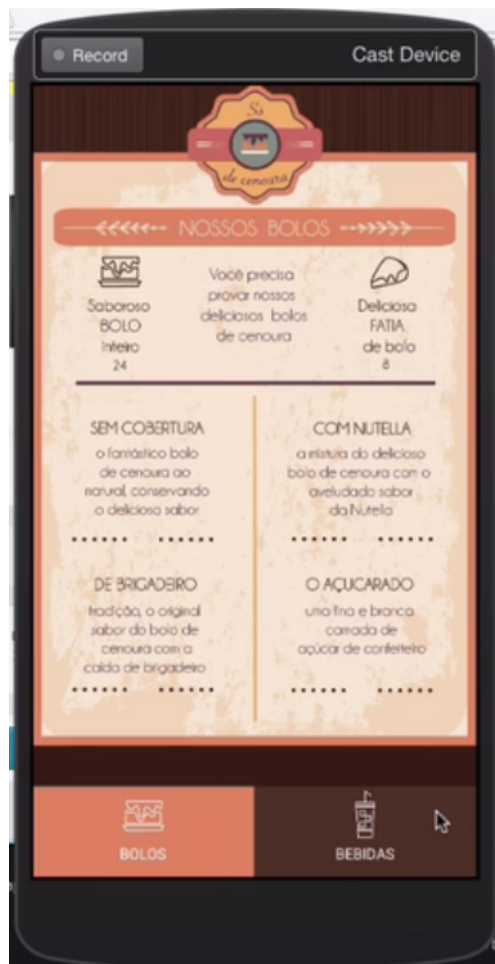 Record
Cast Device
Só
de cenoura
NOSSOS BOLOS
Saboroso
BOLO
Inteiro
24
Você precisa
provar nossos
deliciosos bolos
de cenoura
Deliciosa
FATIA
de bolo
8
SEM COBERTURA
o fantástico bolo
de cenoura ao
natural, conservando
o delicioso sabor
COM NUTELLA
a mistura do delicioso
bolo de cenoura com o
aveludado sabor
da Nutella
DE BRIGADEIRO
tradição, o original
sabor do bolo de
cenoura com a
calda de brigadeiro
O AÇUCARADO
uma fina e branca
camada de
açúcar de confeiteiro
BOLOS
BEBIDAS